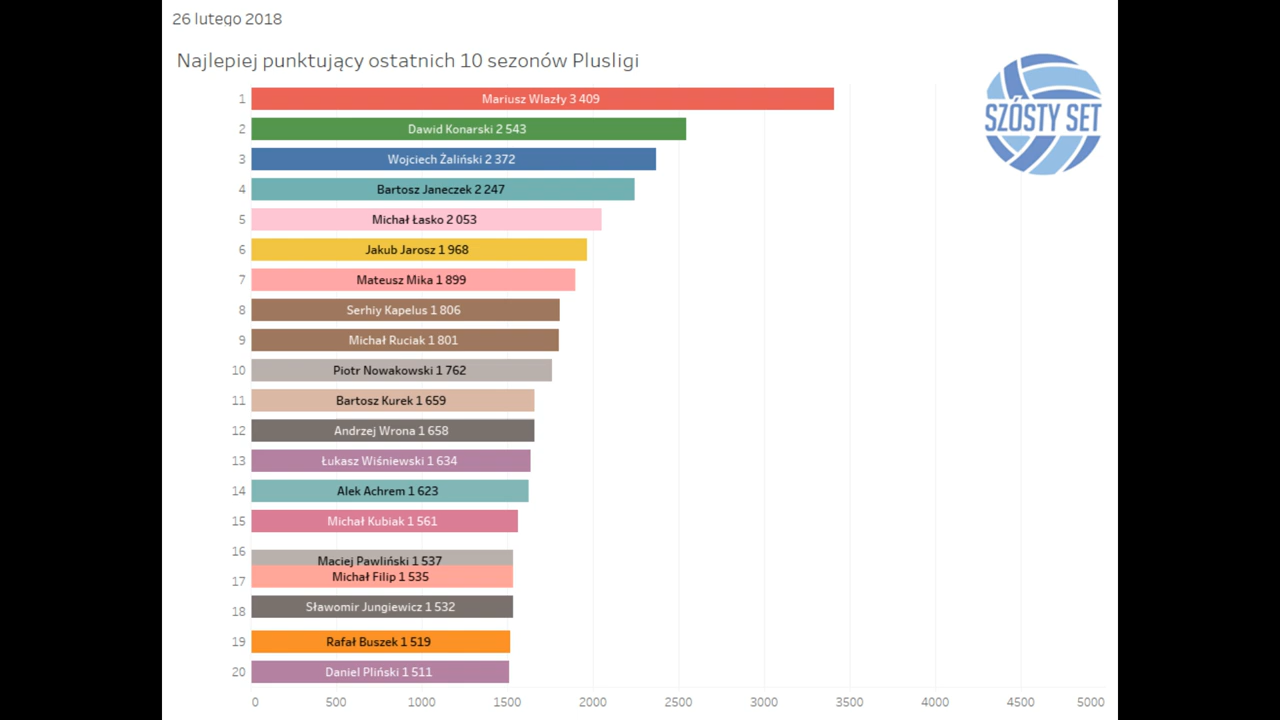 26 lutego 2018
Najlepiej punktujący ostatnich 10 sezonów Plusligi
SZÓSTY SET
1 Mariusz Wlazły 3 409
2 Dawid Konarski 2 543
3 Wojciech Żaliński 2 372
4 Bartosz Janeczek 2 247
5 Michał Łasko 2 053
6 Jakub Jarosz 1 968
7 Mateusz Mika 1 899
8 Serhiy Kapelus 1 806
9 Michał Ruciak 1 801
10 Piotr Nowakowski 1 762
11 Bartosz Kurek 1 659
12 Andrzej Wrona 1 658
13 Łukasz Wiśniewski 1 634
14 Alek Achrem 1 623
15 Michał Kubiak 1 561
16 Maciej Pawliński 1 537
17 Michał Filip 1 535
18 Sławomir Jungiewicz 1 532
19 Rafał Buszek 1 519
20 Daniel Pliński 1 511
0 500 1000 1500 2000 2500 3000 3500 4000 4500 5000